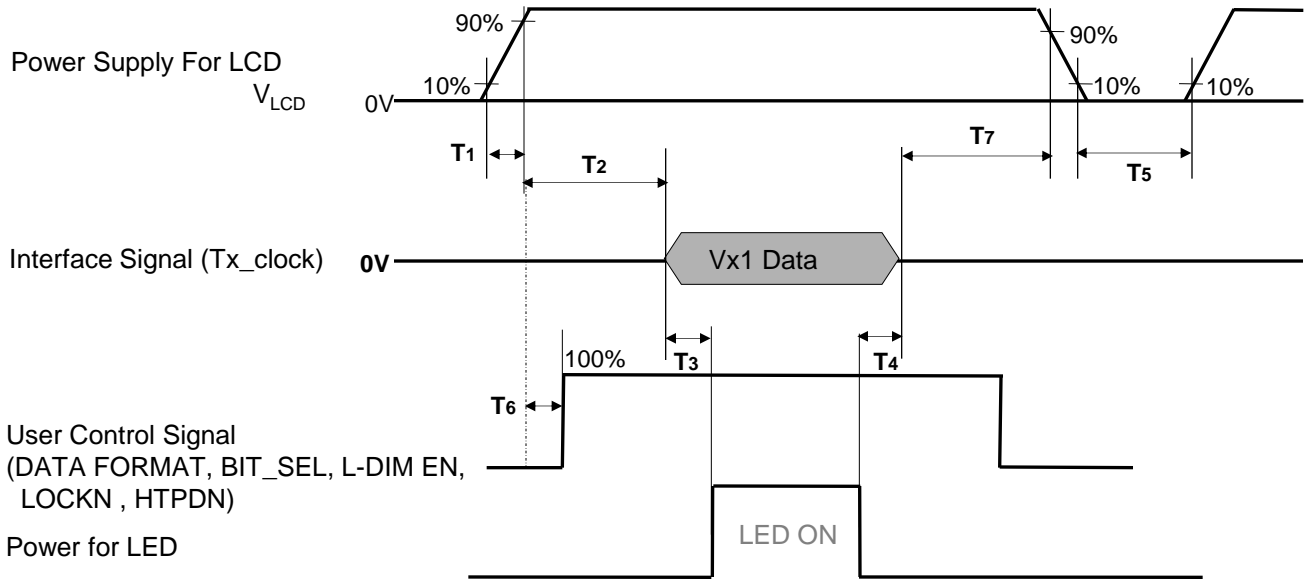 90%
90%
Power Supply For LCD
10%
10%
10%
VLCD
0V
T1
T2
T7
T5
Interface Signal (Tx_clock)
0V
Vx1 Data
100%
T3
T4
T6
User Control Signal
(DATA FORMAT, BIT_SEL, L-DIM EN,
LOCKN , HTPDN)
LED ON
Power for LED